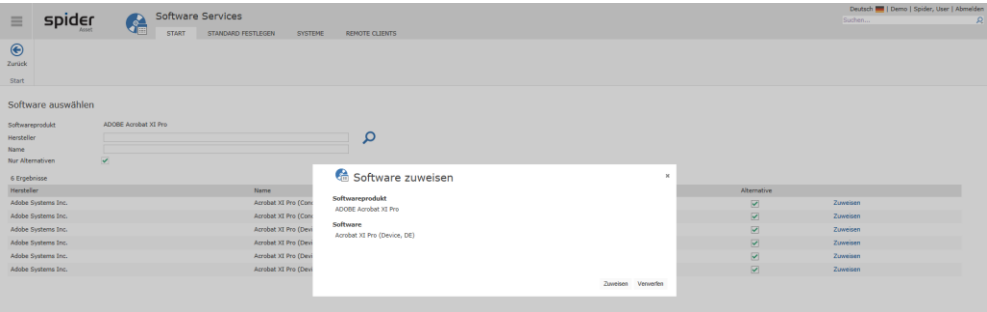 Deutsch | Demo | Spider, User | Abmelden
spider
Asset
Software Services
Suchen...
START STANDARD FESTLEGEN SYSTEME REMOTE CLIENTS
Zurück
Start
Software auswählen
Softwareprodukt ADOBE Acrobat XI Pro
Hersteller
Name
Nur Alternativen
6 Ergebnisse
Hersteller Name Alternative
Adobe Systems Inc. Acrobat XI Pro (Con Zuweisen
Adobe Systems Inc. Acrobat XI Pro (Con Zuweisen
Adobe Systems Inc. Acrobat XI Pro (Devi Zuweisen
Adobe Systems Inc. Acrobat XI Pro (Devi Zuweisen
Adobe Systems Inc. Acrobat XI Pro (Devi Zuweisen
Adobe Systems Inc. Acrobat XI Pro (Devi Zuweisen
Software zuweisen
Softwareprodukt
ADOBE Acrobat XI Pro
Software
Acrobat XI Pro (Device, DE)
Zuweisen Verwerfen